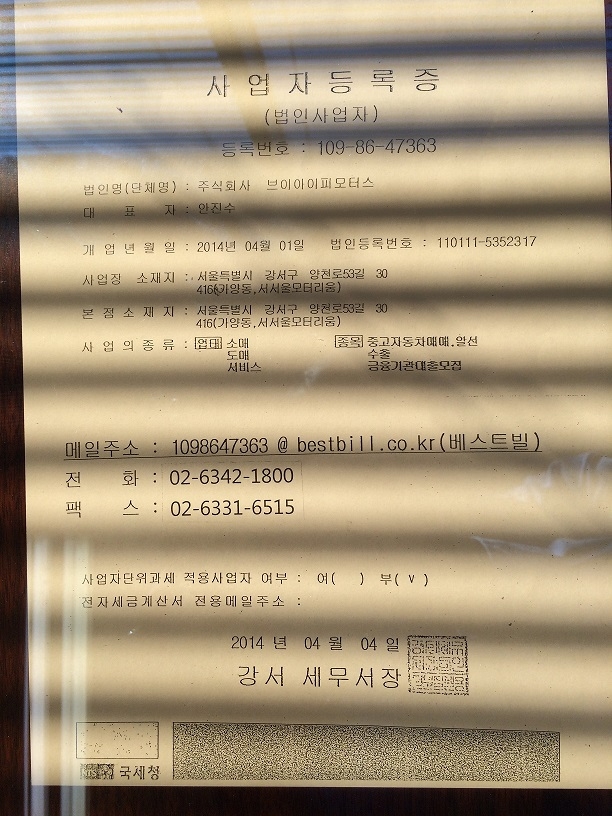 사업자등록증
(법인사업자)
등록번호 : 109-86-47363
법인명(단체명) : 주식회사 브이아이피모터스
대 표 자 : 안진수
개업년월일 : 2014년 04월 01일 법인등록번호 : 110111-5352317
사업장 소재지 : 서울특별시 강서구 양천로53길 30
416(가양동,서서울모터리움)
본점소재지 : 서울특별시 강서구 양천로53길 30
416(가양동,서서울모터리움)
사업의종류 : 업태 소매 종목 중고자동차매매,알선
도매 수출
서비스 금융기관대출모집
메일주소 : 1098647363 @ bestbill.co.kr(베스트빌)
전 화 : 02-6342-1800
팩 스 : 02-6331-6515
사업자단위과세 적용사업자 여부 : 여( ) 부( v )
전자세금계산서 전용메일주소 :
2014 년 04 월 04 일
강서 세무서장
국세청